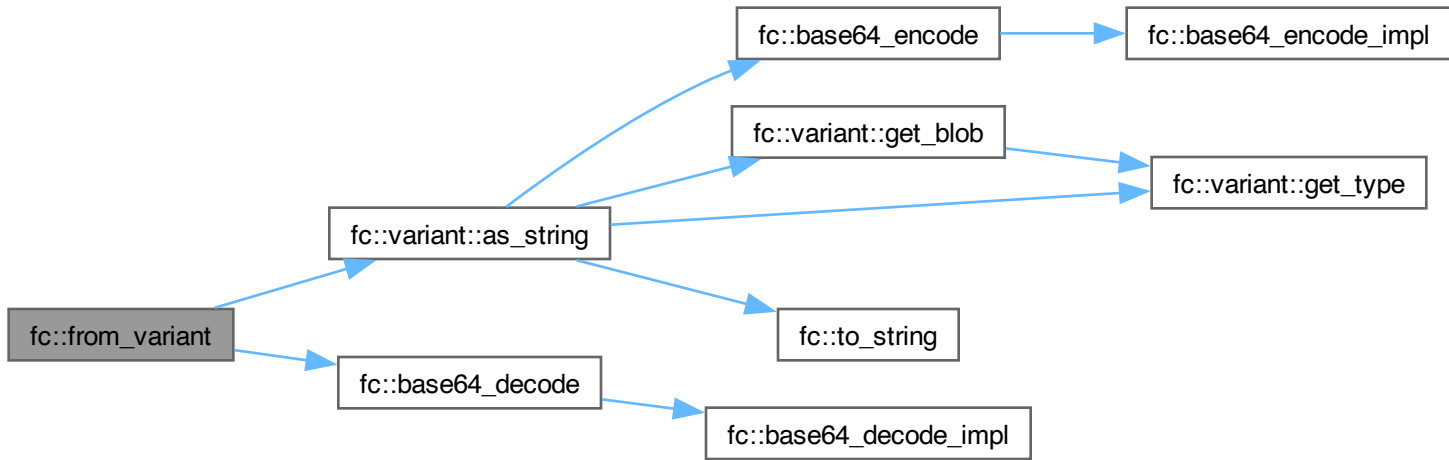 fc::base64_encode
fc::base64_encode_impl
fc::variant::get_blob
fc::variant::get_type
fc::variant::as_string
fc::from_variant
fc::to_string
fc::base64_decode
fc::base64_decode_impl